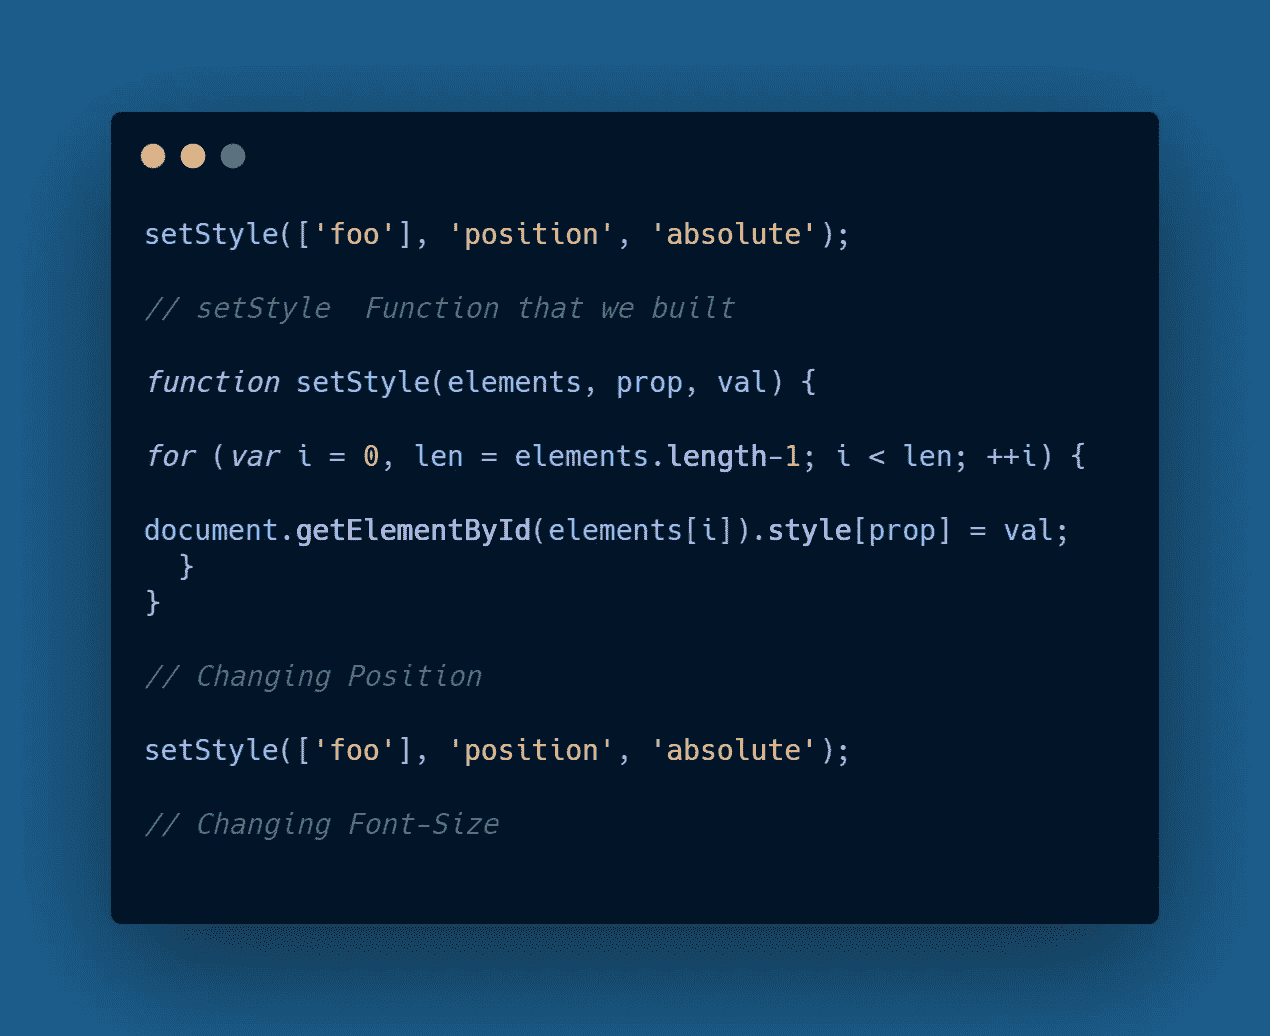 setStyle(['foo'], 'position', 'absolute');
// setStyle  Function that we built
function setStyle(elements, prop, val) {
for (var i = 0, len = elements.length-1; i < len; ++i) {
document.getElementById(elements[i]).style[prop] = val;
  }
}
// Changing Position
setStyle(['foo'], 'position', 'absolute');
// Changing Font-Size